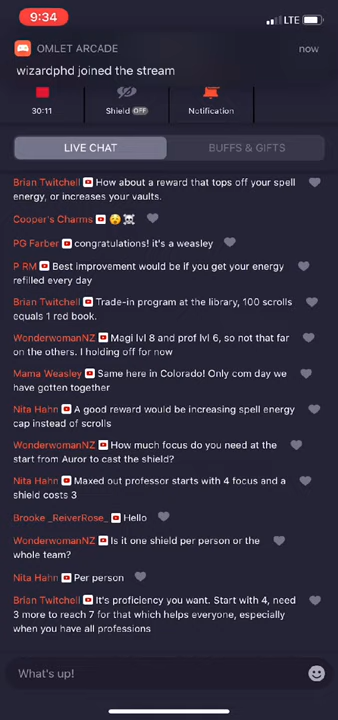 9:34
LTE
OMLET ARCADE
now
wizardphd joined the stream
30:11
Shield OFF
Notification
LIVE CHAT
BUFFS & GIFTS
Brian Twitchell How about a reward that tops off your spell
energy, or increases your vaults.
Cooper's Charms 😵☠️
PG Farber congratulations! it's a weasley
P RM Best improvement would be if you get your energy
refilled every day
Brian Twitchell Trade-in program at the library, 100 scrolls
equals 1 red book.
WonderwomanNZ Magi lvl 8 and prof lvl 6, so not that far
on the others. I holding off for now
Mama Weasley Same here in Colorado! Only com day we
have gotten together
Nita Hahn A good reward would be increasing spell energy
cap instead of scrolls
WonderwomanNZ How much focus do you need at the
start from Auror to cast the shield?
Nita Hahn Maxed out professor starts with 4 focus and a
shield costs 3
Brooke _ReiverRose_ Hello
WonderwomanNZ Is it one shield per person or the
whole team?
Nita Hahn Per person
Brian Twitchell It's proficiency you want. Start with 4, need
3 more to reach 7 for that which helps everyone, especially
when you have all professions
What's up!